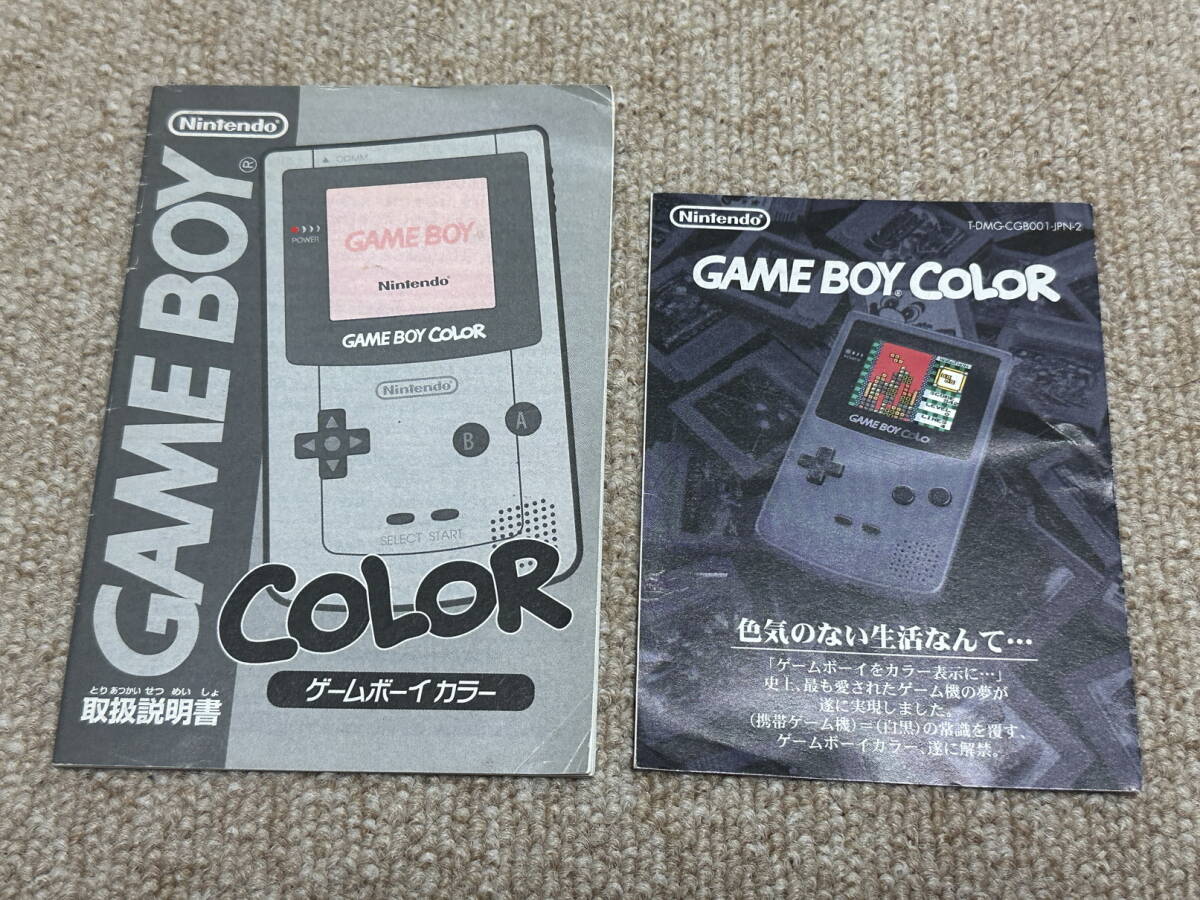 Nintendo®
GAME BOY®
▲ COMM
POWER
GAME BOY®
Nintendo®
GAME BOY COLOR
Nintendo®
A
B
SELECT START
COLOR
ゲームボーイ カラー
とりあつかい せつ めい しょ
取扱説明書
Nintendo®
T-DMG-CGB001-JPN-2
GAME BOY® COLOR
GAME BOY COLO
色気のない生活なんて…
「ゲームボーイをカラー表示に…」
史上、最も愛されたゲーム機の夢が
遂に実現しました。
(携帯ゲーム機)=(白黒)の常識を覆す、
ゲームボーイカラー、遂に解禁。